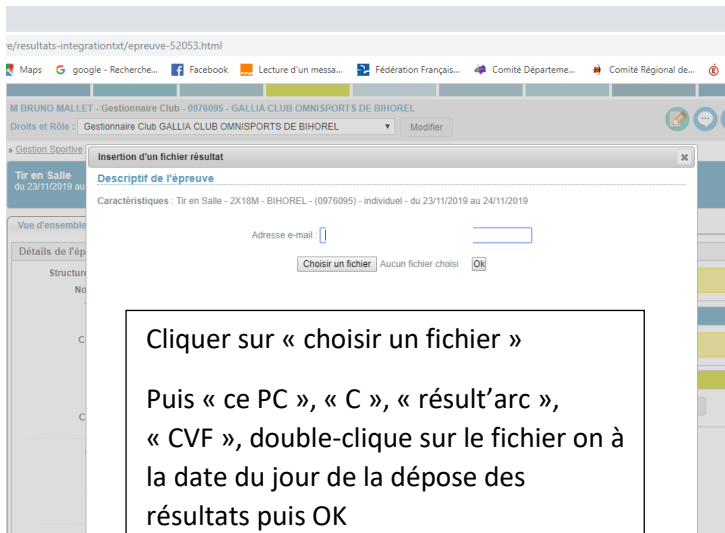 re/resultats-integrationtxt/epreuve-52053.html
Maps google - Recherche... Facebook Lecture d'un messa... Fédération Français... Comité Départeme... Comité Régional de...
M BRUNO MALLET - Gestionnaire Club - 0976095 - GALLIA CLUB OMNISPORTS DE BIHOREL
Droits et Rôle : Gestionnaire Club GALLIA CLUB OMNISPORTS DE BIHOREL Modifier
» Gestion Sportive
Insertion d'un fichier résultat
Tir en Salle
du 23/11/2019 au
Descriptif de l'épreuve
Caractéristiques : Tir en Salle - 2X18M - BIHOREL - (0976095) - individuel - du 23/11/2019 au 24/11/2019
Vue d'ensemble
Adresse e-mail :
Détails de l'ép
Choisir un fichier Aucun fichier choisi Ok
Structure
No
C
C
Cliquer sur « choisir un fichier »
Puis « ce PC », « C », « résult’arc »,
« CVF », double-clique sur le fichier on à
la date du jour de la dépose des
résultats puis OK